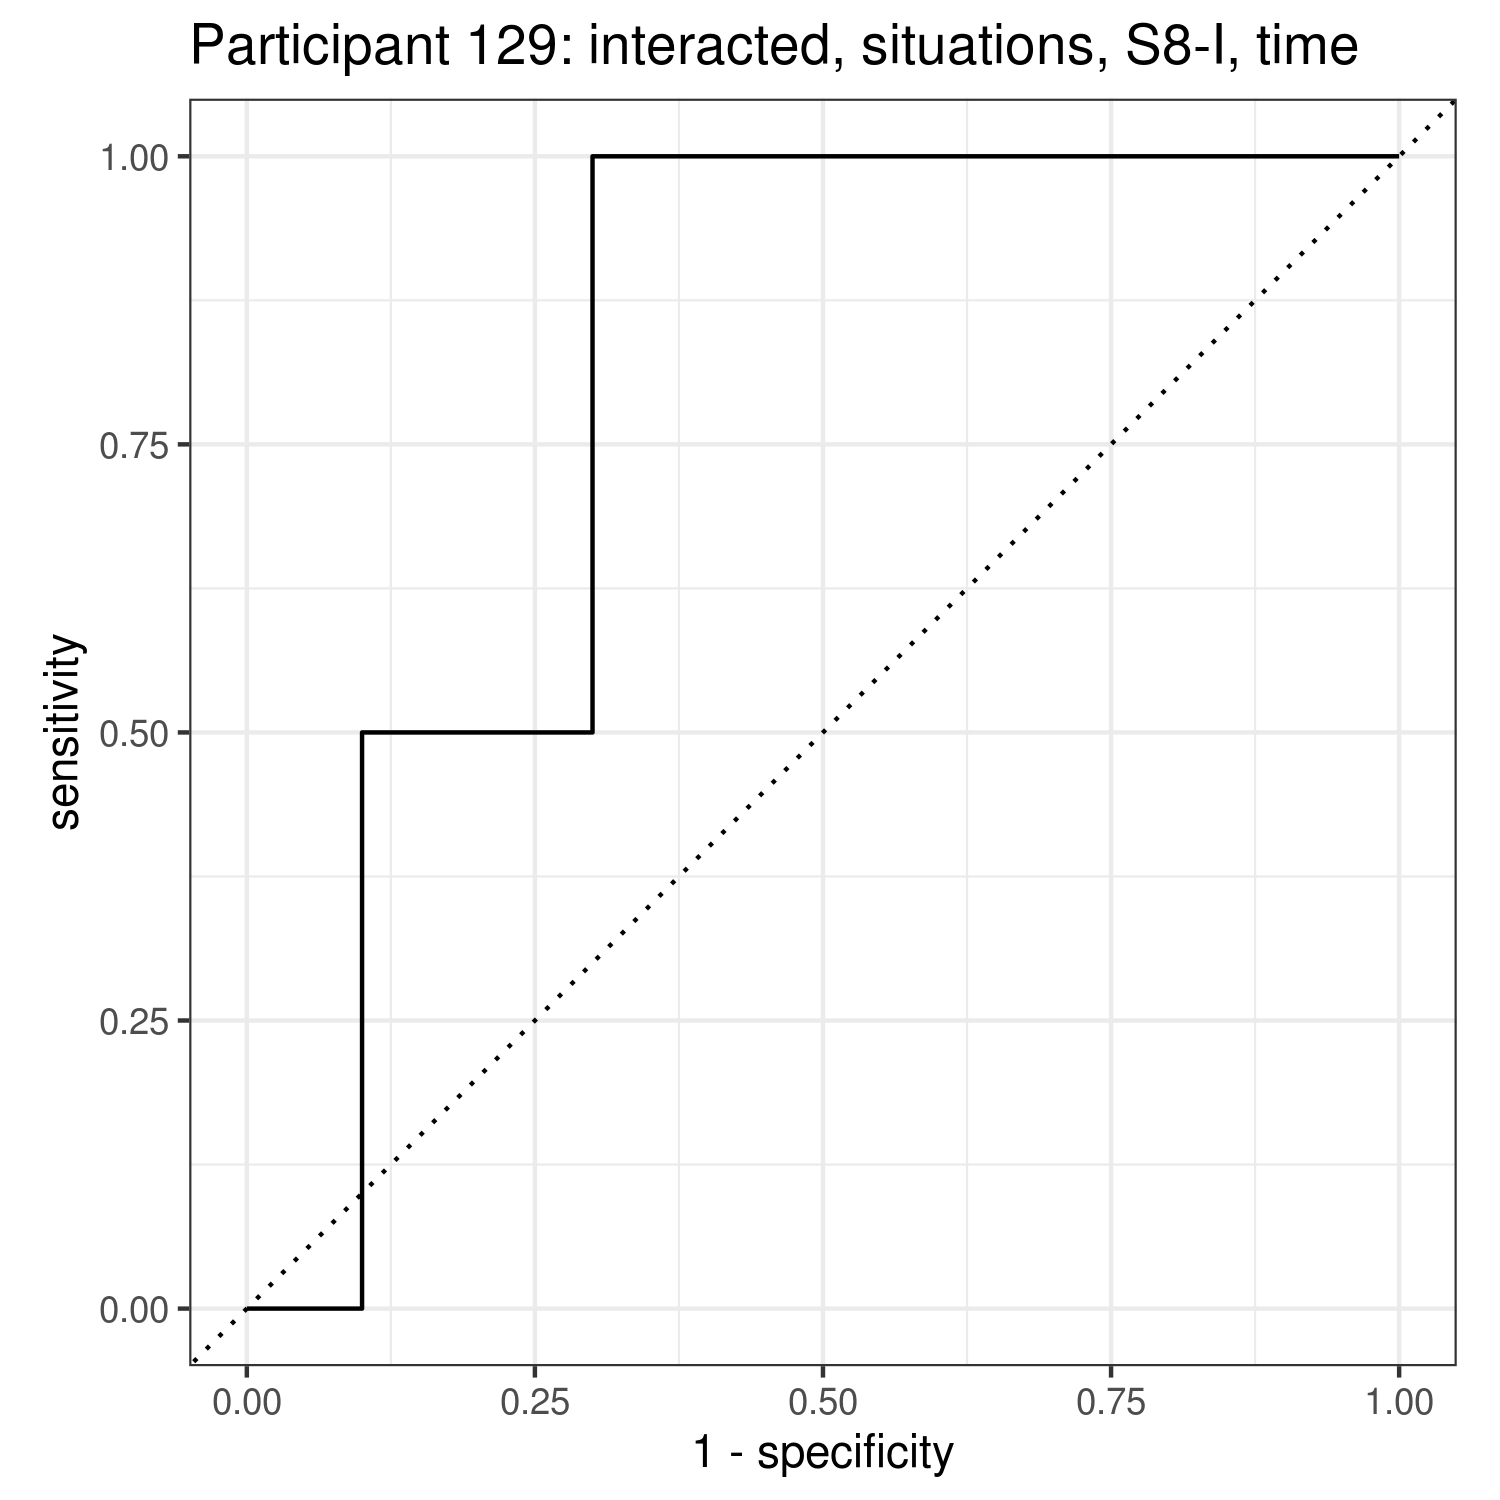 Participant 129: interacted, situations, S8-I, time
1.00
0.75
0.50
0.25
0.00
sensitivity
0.00 0.25 0.50 0.75 1.00
1 - specificity